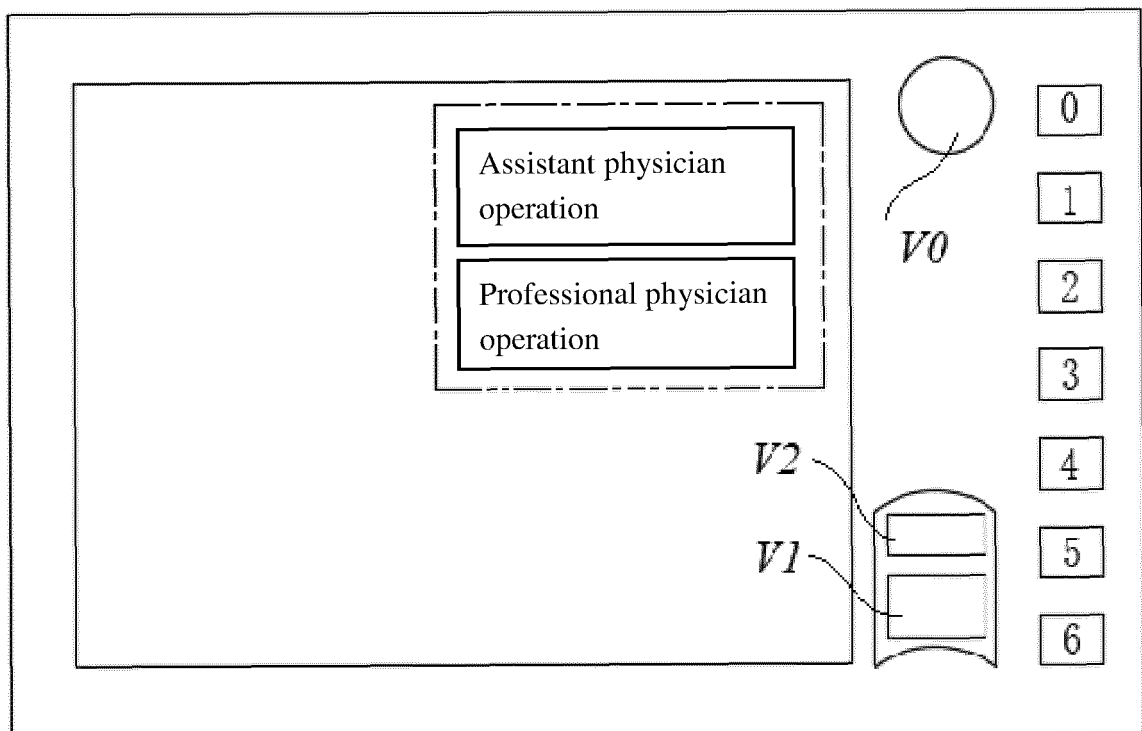 Assistant physician
operation
Professional physician
operation
V0
V2
V1
0
1
2
3
4
5
6